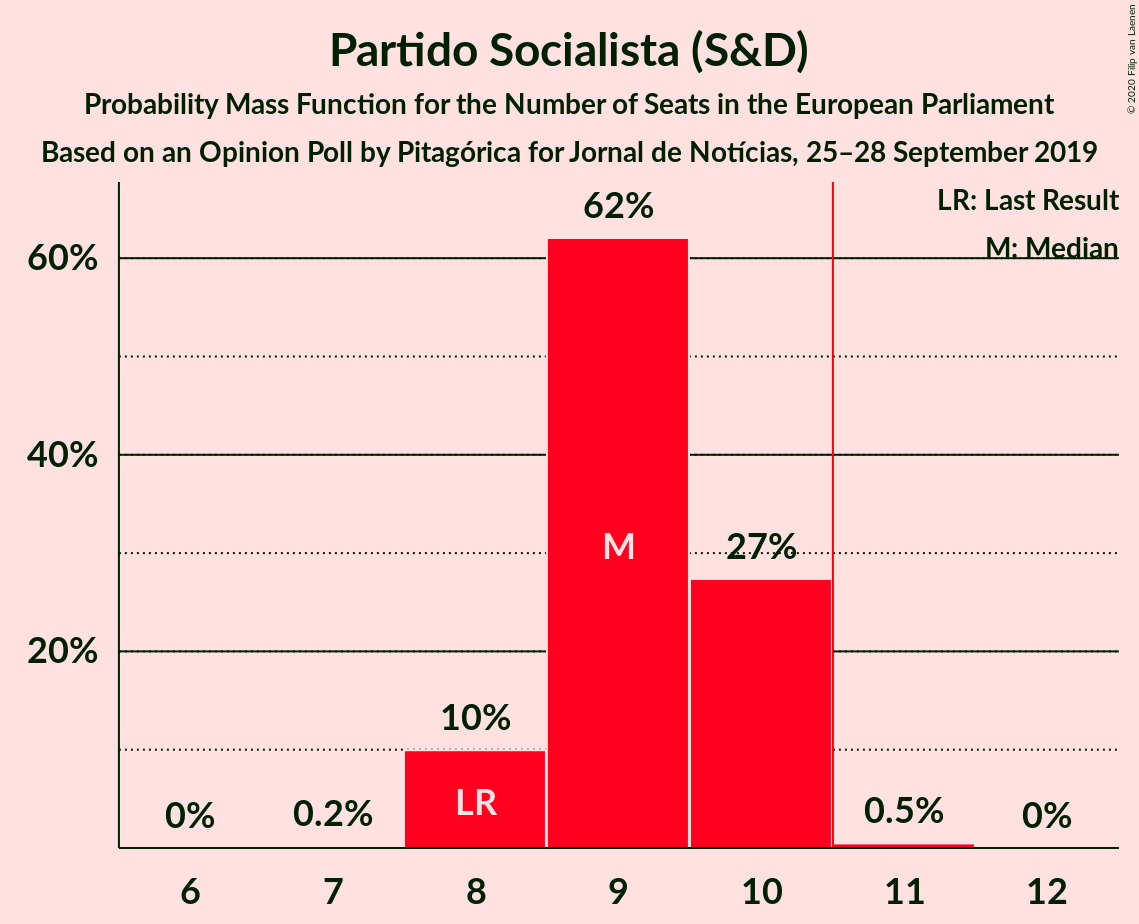 Partido Socialista (S&D)
Probability Mass Function for the Number of Seats in the European Parliament
Based on an Opinion Poll by Pitagórica for Jornal de Notícias, 25–28 September 2019
© 2020 Filip van Laenen
LR: Last Result
M: Median
60%
40%
20%
0%
0.2%
10%
62%
27%
0.5%
0%
LR
M
6
7
8
9
10
11
12